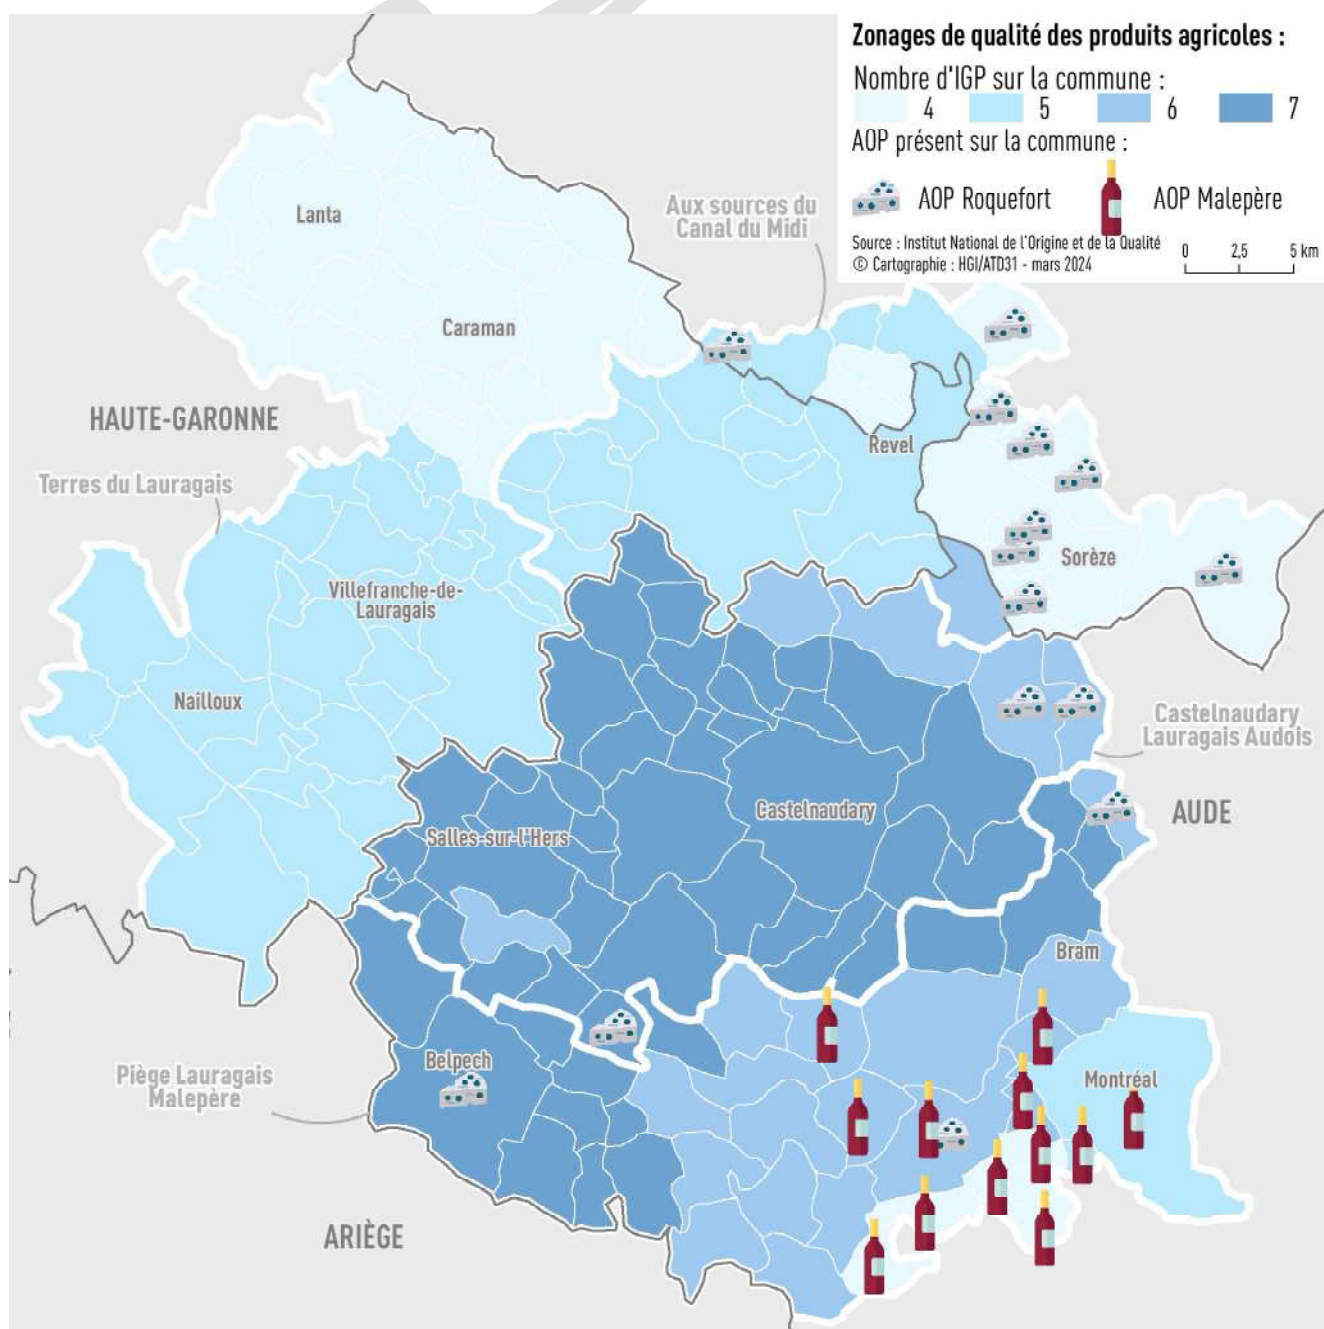 Zonages de qualité des produits agricoles :
Nombre d'IGP sur la commune :
4 5 6 7
AOP présent sur la commune :
AOP Roquefort AOP Malepère
Source : Institut National de l'Origine et de la Qualité
© Cartographie : HGI/ATD31 - mars 2024
0 2,5 5 km
Lanta
Aux sources du
Canal du Midi
Caraman
HAUTE-GARONNE
Revel
Terres du Lauragais
Sorèze
Villefranche-de-
Lauragais
Nailloux
Castelnaudary
Lauragais Audois
Castelnaudary
AUDE
Salles-sur-l'Hers
Bram
Belpech
Piège Lauragais
Malepère
Montréal
ARIÈGE